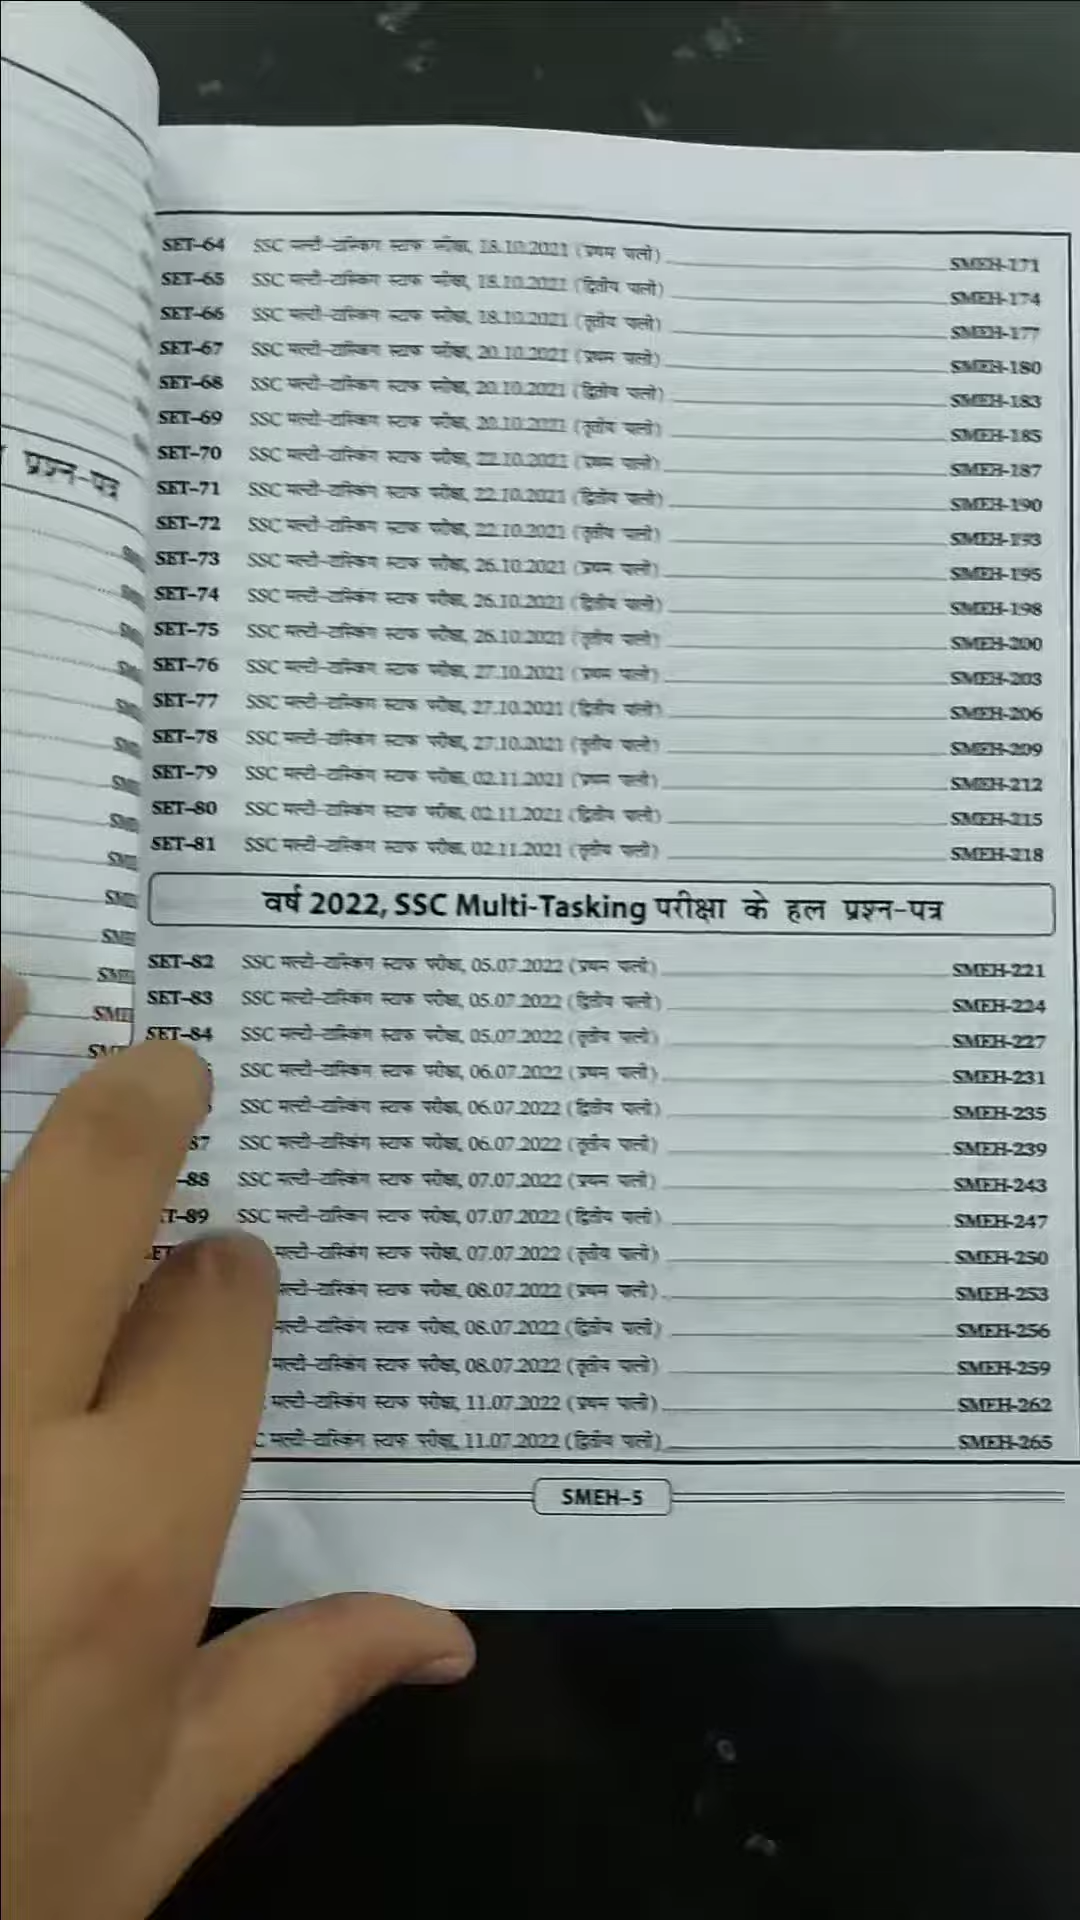 प्रश्न-पत्र
SET-64 SSC मल्टी-टास्किंग स्टाफ परीक्षा, 18.10.2021 (प्रथम पाली) SMEH-171
SET-65 SSC मल्टी-टास्किंग स्टाफ परीक्षा, 18.10.2021 (द्वितीय पाली) SMEH-174
SET-66 SSC मल्टी-टास्किंग स्टाफ परीक्षा, 18.10.2021 (तृतीय पाली) SMEH-177
SET-67 SSC मल्टी-टास्किंग स्टाफ परीक्षा, 20.10.2021 (प्रथम पाली) SMEH-180
SET-68 SSC मल्टी-टास्किंग स्टाफ परीक्षा, 20.10.2021 (द्वितीय पाली) SMEH-183
SET-69 SSC मल्टी-टास्किंग स्टाफ परीक्षा, 20.10.2021 (तृतीय पाली) SMEH-185
SET-70 SSC मल्टी-टास्किंग स्टाफ परीक्षा, 22.10.2021 (प्रथम पाली) SMEH-187
SET-71 SSC मल्टी-टास्किंग स्टाफ परीक्षा, 22.10.2021 (द्वितीय पाली) SMEH-190
SET-72 SSC मल्टी-टास्किंग स्टाफ परीक्षा, 22.10.2021 (तृतीय पाली) SMEH-193
SET-73 SSC मल्टी-टास्किंग स्टाफ परीक्षा, 26.10.2021 (प्रथम पाली) SMEH-195
SET-74 SSC मल्टी-टास्किंग स्टाफ परीक्षा, 26.10.2021 (द्वितीय पाली) SMEH-198
SET-75 SSC मल्टी-टास्किंग स्टाफ परीक्षा, 26.10.2021 (तृतीय पाली) SMEH-200
SET-76 SSC मल्टी-टास्किंग स्टाफ परीक्षा, 27.10.2021 (प्रथम पाली) SMEH-203
SET-77 SSC मल्टी-टास्किंग स्टाफ परीक्षा, 27.10.2021 (द्वितीय पाली) SMEH-206
SET-78 SSC मल्टी-टास्किंग स्टाफ परीक्षा, 27.10.2021 (तृतीय पाली) SMEH-209
SET-79 SSC मल्टी-टास्किंग स्टाफ परीक्षा, 02.11.2021 (प्रथम पाली) SMEH-212
SET-80 SSC मल्टी-टास्किंग स्टाफ परीक्षा, 02.11.2021 (द्वितीय पाली) SMEH-215
SET-81 SSC मल्टी-टास्किंग स्टाफ परीक्षा, 02.11.2021 (तृतीय पाली) SMEH-218
वर्ष 2022, SSC Multi-Tasking परीक्षा के हल प्रश्न-पत्र
SET-82 SSC मल्टी-टास्किंग स्टाफ परीक्षा, 05.07.2022 (प्रथम पाली) SMEH-221
SET-83 SSC मल्टी-टास्किंग स्टाफ परीक्षा, 05.07.2022 (द्वितीय पाली) SMEH-224
SET-84 SSC मल्टी-टास्किंग स्टाफ परीक्षा, 05.07.2022 (तृतीय पाली) SMEH-227
SSC मल्टी-टास्किंग स्टाफ परीक्षा, 06.07.2022 (प्रथम पाली) SMEH-231
SSC मल्टी-टास्किंग स्टाफ परीक्षा, 06.07.2022 (द्वितीय पाली) SMEH-235
87 SSC मल्टी-टास्किंग स्टाफ परीक्षा, 06.07.2022 (तृतीय पाली) SMEH-239
-88 SSC मल्टी-टास्किंग स्टाफ परीक्षा, 07.07.2022 (प्रथम पाली) SMEH-243
T-89 SSC मल्टी-टास्किंग स्टाफ परीक्षा, 07.07.2022 (द्वितीय पाली) SMEH-247
मल्टी-टास्किंग स्टाफ परीक्षा, 07.07.2022 (तृतीय पाली) SMEH-250
मल्टी-टास्किंग स्टाफ परीक्षा, 08.07.2022 (प्रथम पाली) SMEH-253
मल्टी-टास्किंग स्टाफ परीक्षा, 08.07.2022 (द्वितीय पाली) SMEH-256
मल्टी-टास्किंग स्टाफ परीक्षा, 08.07.2022 (तृतीय पाली) SMEH-259
मल्टी-टास्किंग स्टाफ परीक्षा, 11.07.2022 (प्रथम पाली) SMEH-262
C मल्टी-टास्किंग स्टाफ परीक्षा, 11.07.2022 (द्वितीय पाली) SMEH-265
SMEH-5